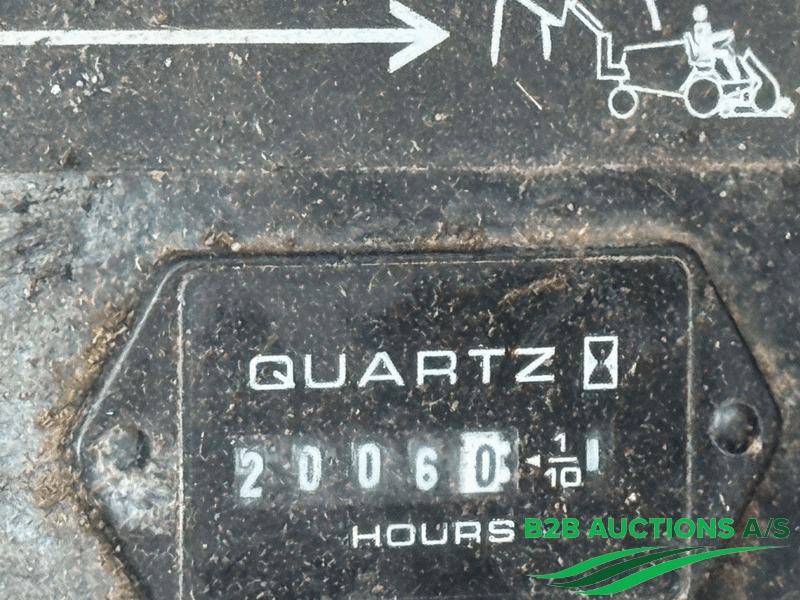 QUARTZ
20060 1/10
HOURS
B2B AUCTIONS A/S